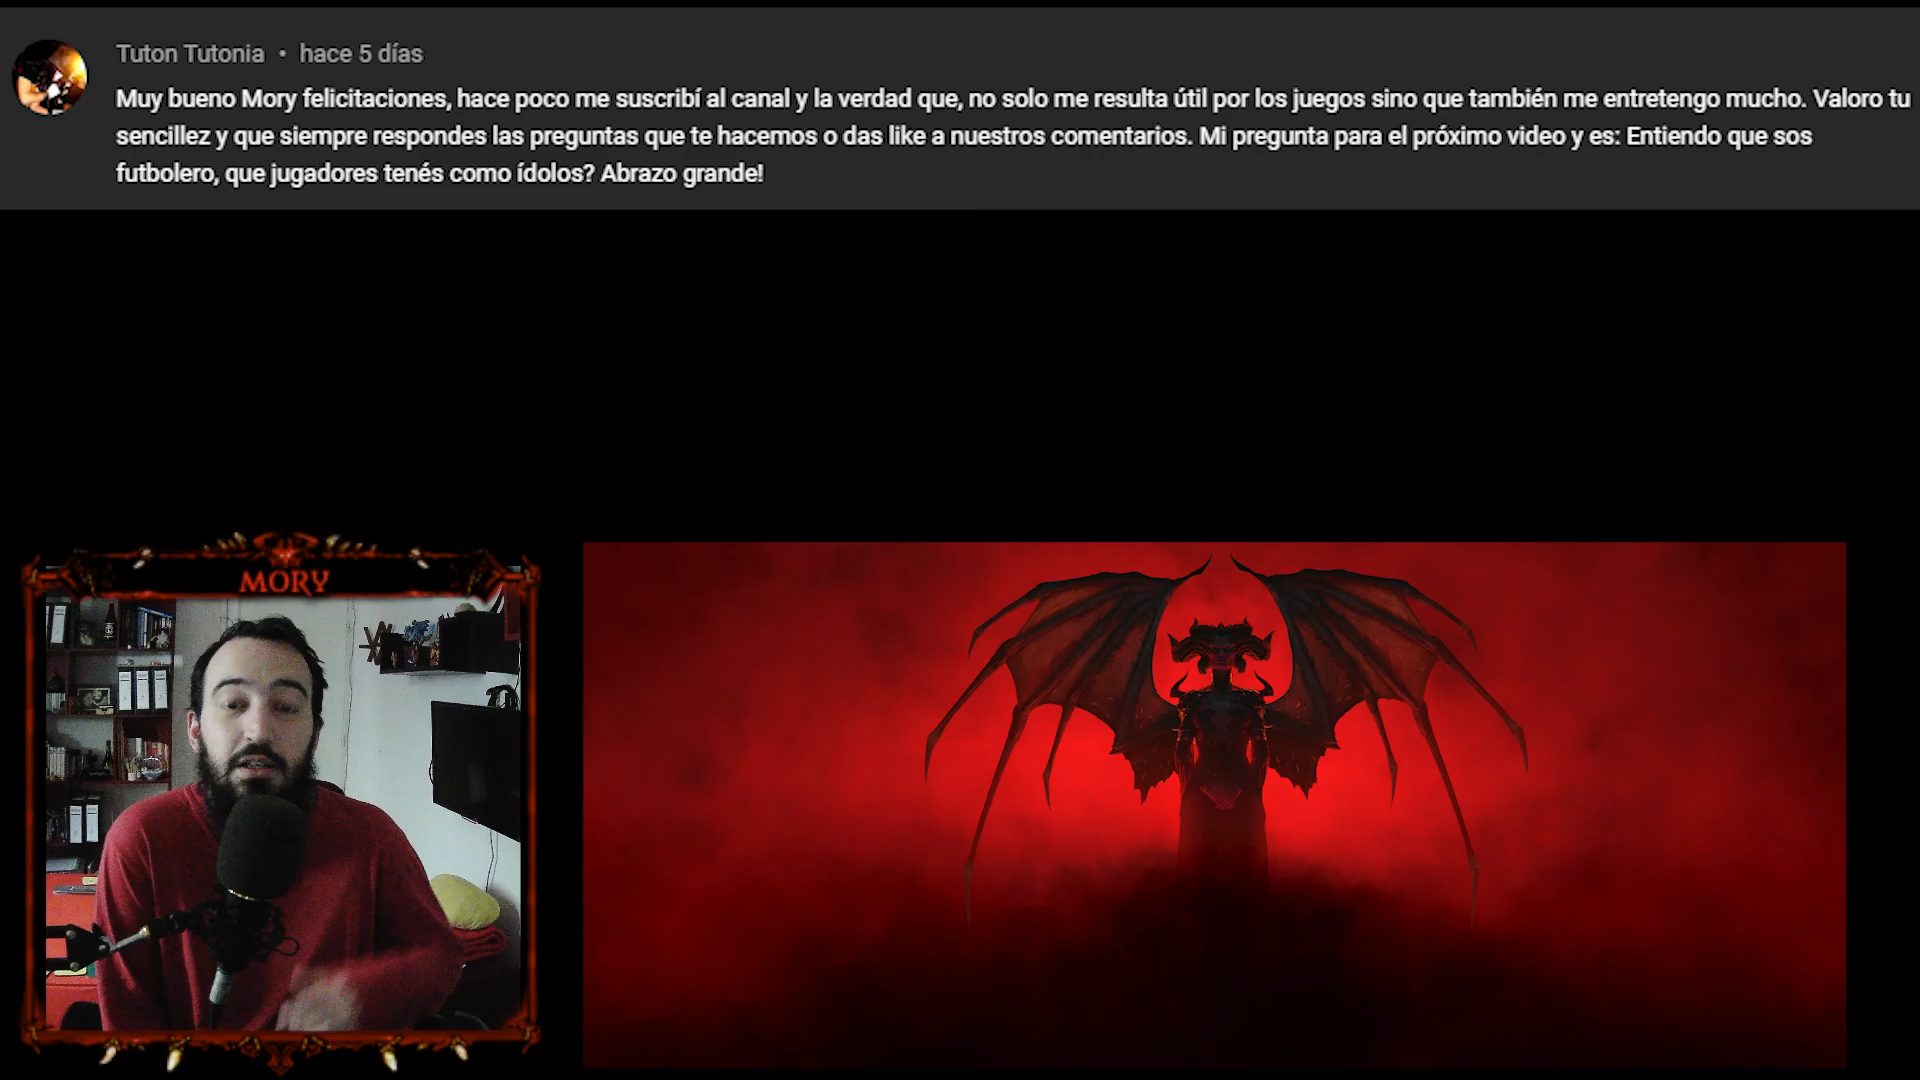 Tuton Tutonia • hace 5 días
Muy bueno Mory felicitaciones, hace poco me suscribí al canal y la verdad que, no solo me resulta útil por los juegos sino que también me entretengo mucho. Valoro tu
sencillez y que siempre respondes las preguntas que te hacemos o das like a nuestros comentarios. Mi pregunta para el próximo video y es: Entiendo que sos
futbolero, que jugadores tenés como ídolos? Abrazo grande!
MORY